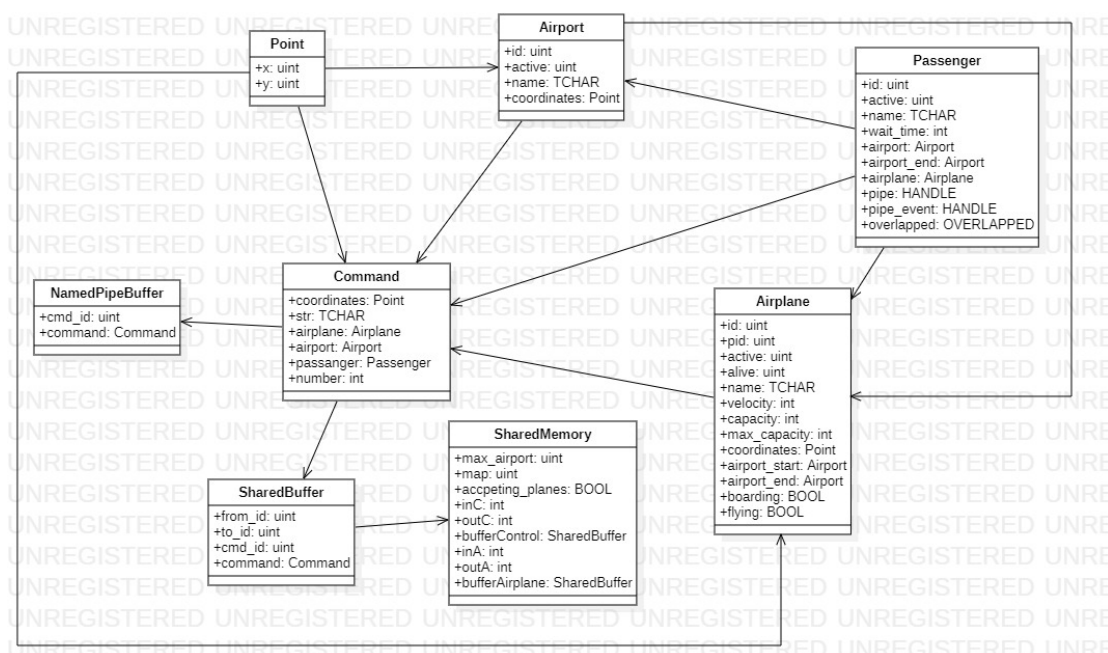 Point
+x: uint
+y: uint
Airport
+id: uint
+active: uint
+name: TCHAR
+coordinates: Point
Passenger
+id: uint
+active: uint
+name: TCHAR
+wait_time: int
+airport: Airport
+airport_end: Airport
+airplane: Airplane
+pipe: HANDLE
+pipe_event: HANDLE
+overlapped: OVERLAPPED
NamedPipeBuffer
+cmd_id: uint
+command: Command
Command
+coordinates: Point
+str: TCHAR
+airplane: Airplane
+airport: Airport
+passanger: Passenger
+number: int
Airplane
+id: uint
+pid: uint
+active: uint
+alive: uint
+name: TCHAR
+velocity: int
+capacity: int
+max_capacity: int
+coordinates: Point
+airport_start: Airport
+airport_end: Airport
+boarding: BOOL
+flying: BOOL
SharedBuffer
+from_id: uint
+to_id: uint
+cmd_id: uint
+command: Command
SharedMemory
+max_airport: uint
+map: uint
+accpeting_planes: BOOL
+inC: int
+outC: int
+bufferControl: SharedBuffer
+inA: int
+outA: int
+bufferAirplane: SharedBuffer
UNREGISTERED